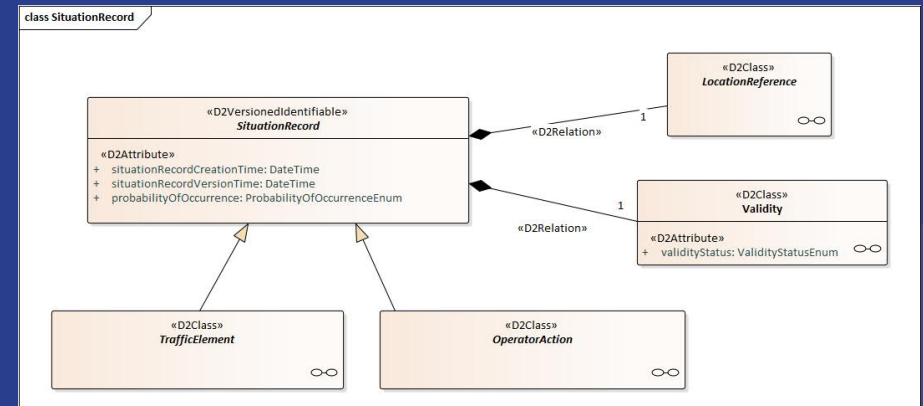 class SituationRecord
«D2Class»
LocationReference
«D2VersionedIdentifiable»
SituationRecord
«D2Attribute»
+ situationRecordCreationTime: DateTime
+ situationRecordVersionTime: DateTime
+ probabilityOfOccurrence: ProbabilityOfOccurrenceEnum
1
«D2Relation»
«D2Class»
Validity
«D2Attribute»
+ validityStatus: ValidityStatusEnum
1
«D2Relation»
«D2Class»
TrafficElement
«D2Class»
OperatorAction